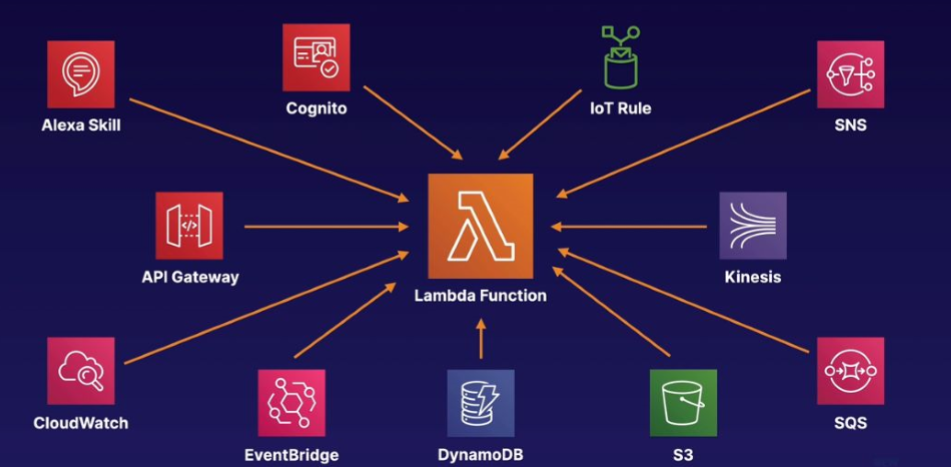 Alexa Skill
Cognito
IoT Rule
SNS
API Gateway
</>
Lambda Function
Kinesis
CloudWatch
EventBridge
DynamoDB
S3
SQS